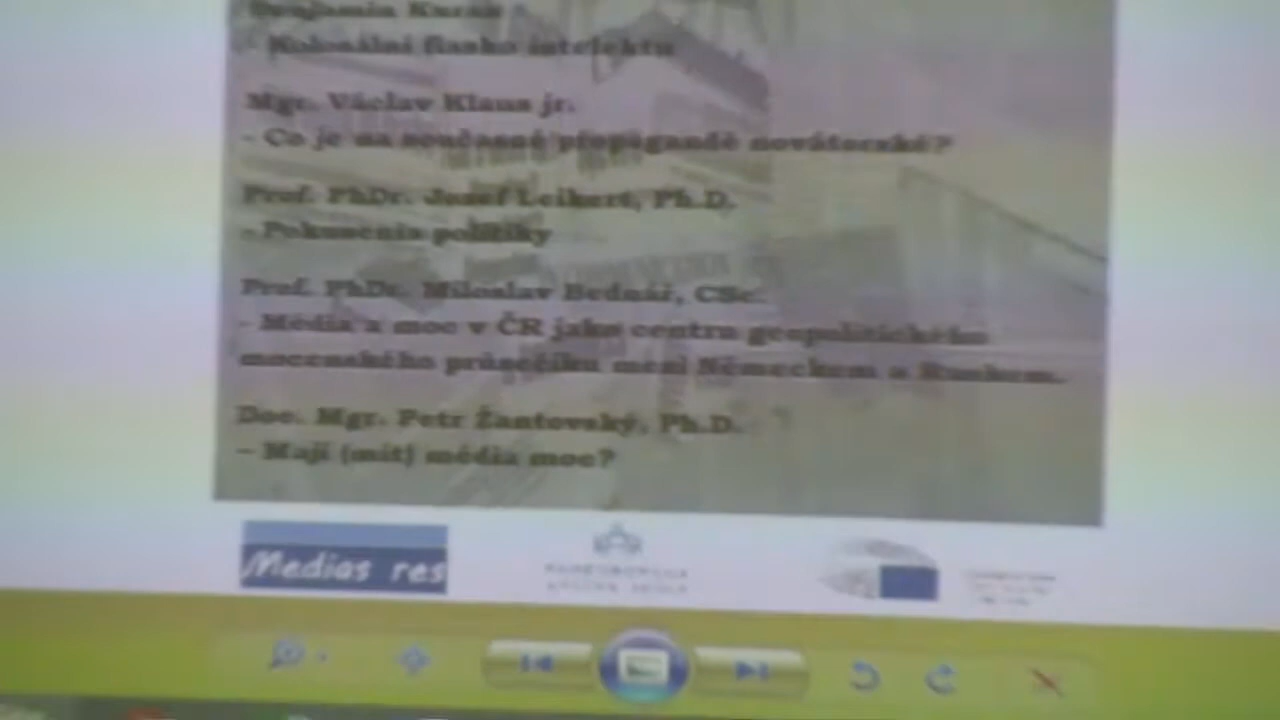 Benjamin Kuras
- Kolonální fiasko intelektu
Mgr. Václav Klaus jr.
- Co je na současné propagandě novátorské?
Prof. PhDr. Jozef Leikert, Ph.D.
- Pokušenia politiky
Prof. PhDr. Miloslav Bednář, CSc.
- Média a moc v ČR jako centru geopolitického
mocenského průsečíku mezi Německem a Ruskem.
Doc. Mgr. Petr Žantovský, Ph.D.
- Mají (mít) média moc?
Medias res